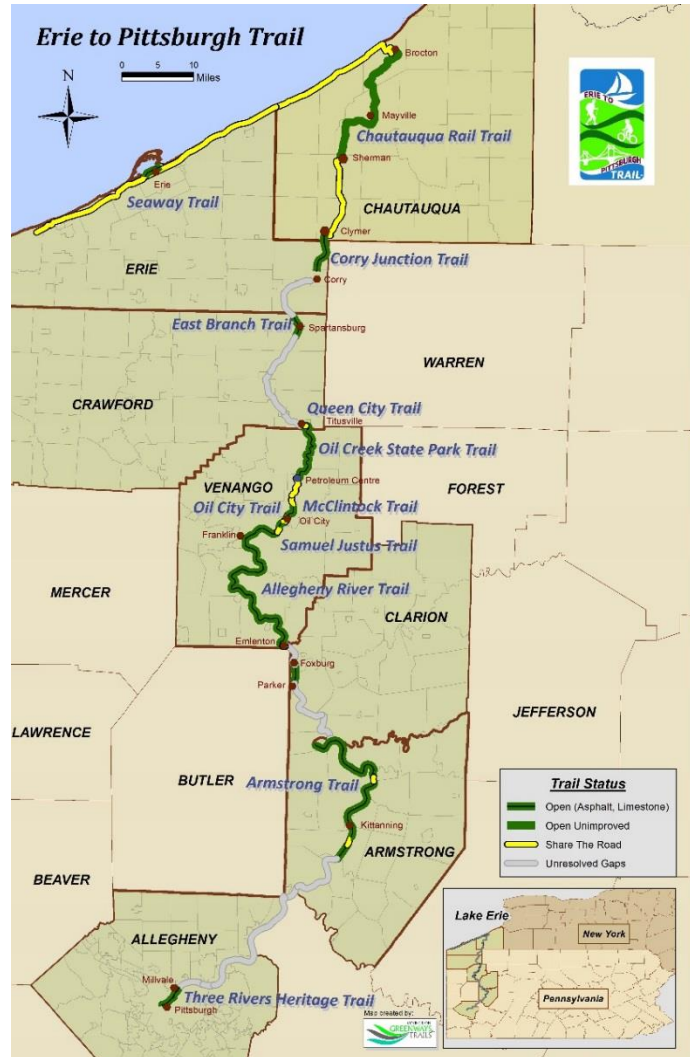 Erie to Pittsburgh Trail
N
0 5 10
Miles
ERIE TO
PITTSBURGH
TRAIL
Brocton
Mayville
Chautauqua Rail Trail
Sherman
Erie
Seaway Trail
CHAUTAUQUA
Clymer
ERIE
Corry Junction Trail
Corry
East Branch Trail
Spartansburg
WARREN
CRAWFORD
Queen City Trail
Titusville
Oil Creek State Park Trail
Petroleum Centre
VENANGO
FOREST
Oil City Trail
McClintock Trail
Oil City
Franklin
Samuel Justus Trail
MERCER
Allegheny River Trail
CLARION
Emlenton
Foxburg
Parker
JEFFERSON
LAWRENCE
BUTLER
Armstrong Trail
Kittanning
ARMSTRONG
BEAVER
ALLEGHENY
Millvale
Three Rivers Heritage Trail
Pittsburgh
Trail Status
Open (Asphalt, Limestone)
Open Unimproved
Share The Road
Unresolved Gaps
Lake Erie
New York
Pennsylvania
Map created by:
GREENWAYS
TRAILS